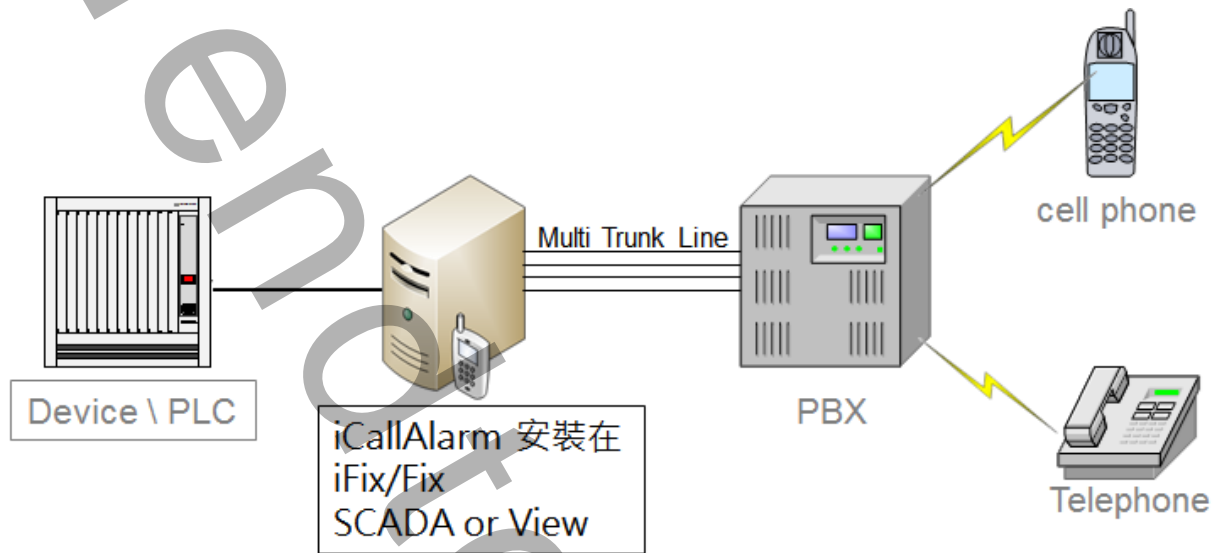 cell phone
Multi Trunk Line
Device \ PLC
iCallAlarm 安裝在
iFix/Fix
SCADA or View
PBX
Telephone